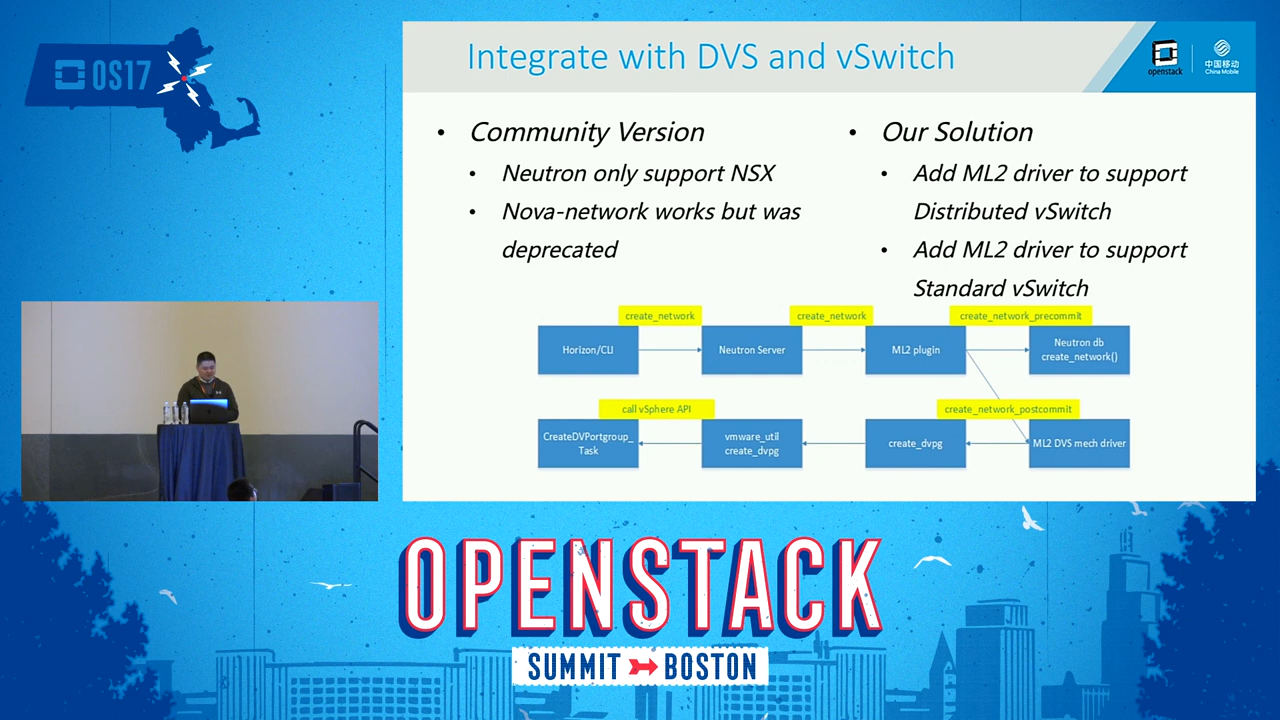 OS17
Integrate with DVS and vSwitch
openstack
中国移动
China Mobile
• Community Version
• Neutron only support NSX
• Nova-network works but was
deprecated
• Our Solution
• Add ML2 driver to support
Distributed vSwitch
• Add ML2 driver to support
Standard vSwitch
create_network
create_network
create_network_precommit
Horizon/CLI
Neutron Server
ML2 plugin
Neutron db
create_network()
call vSphere API
create_network_postcommit
CreateDVPortgroup_
Task
vmware_util
create_dvpg
create_dvpg
ML2 DVS mech driver
OPENSTACK
SUMMIT BOSTON